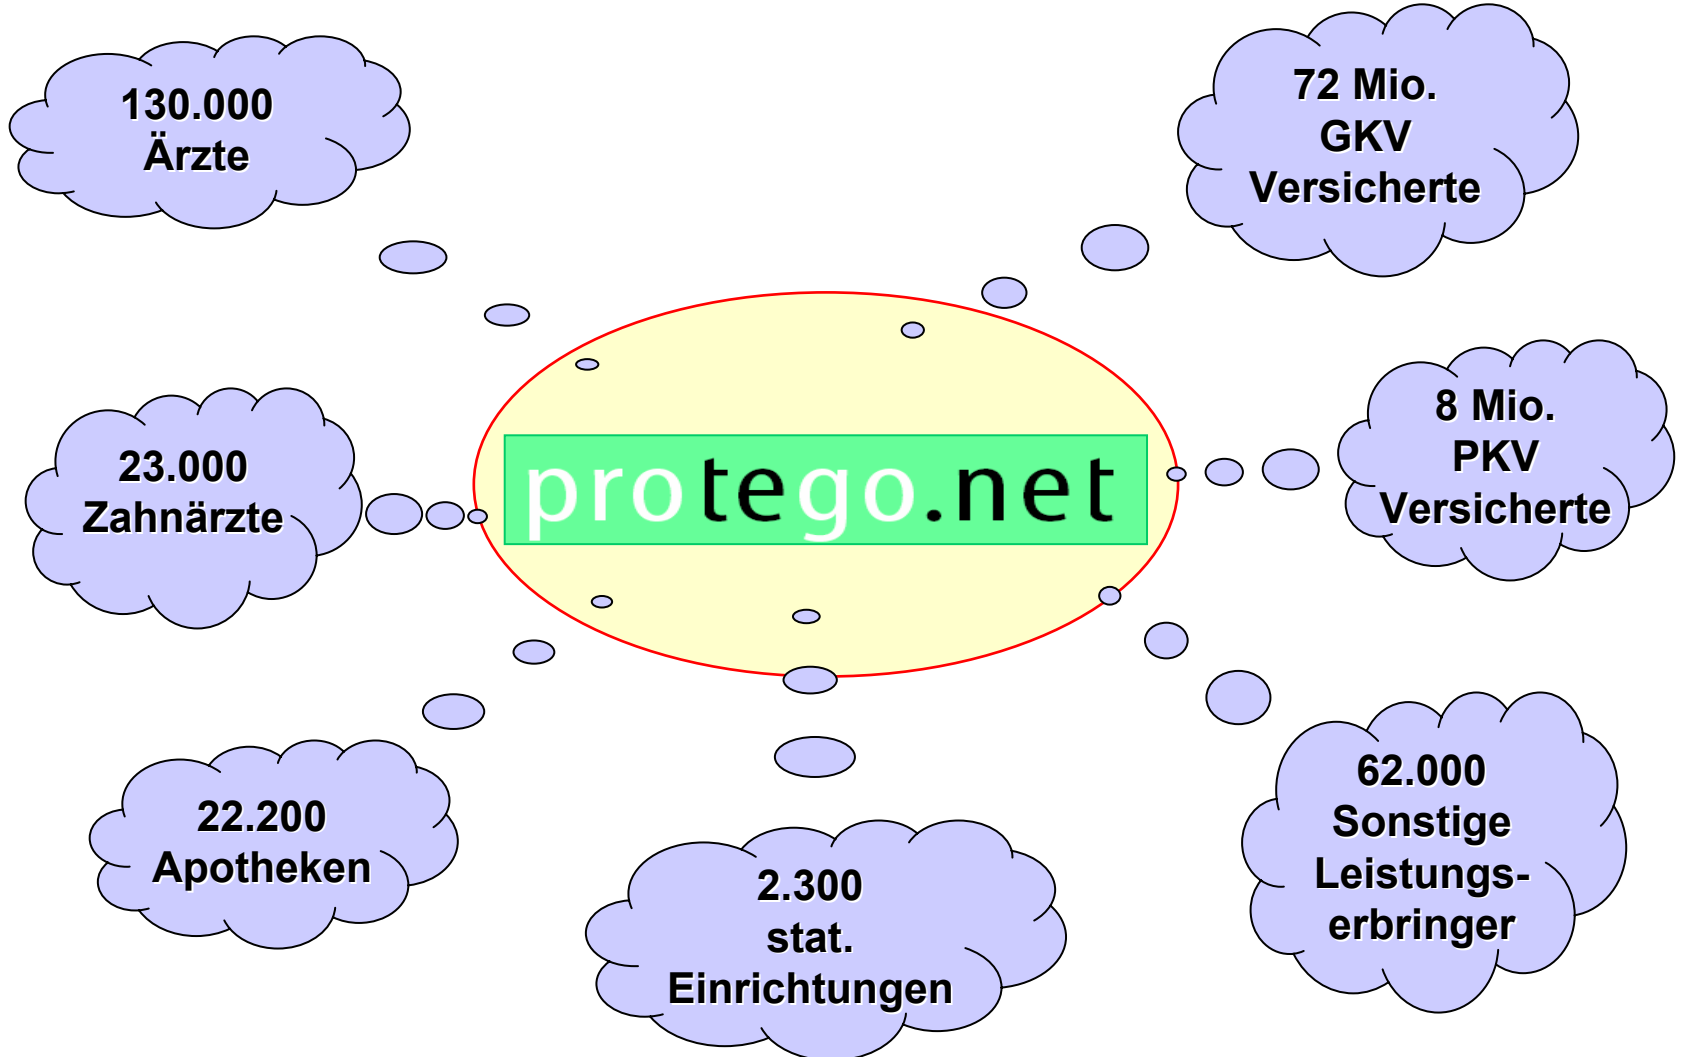 130.000
Ärzte
72 Mio.
GKV
Versicherte
23.000
Zahnärzte
protego.net
8 Mio.
PKV
Versicherte
22.200
Apotheken
2.300
stat.
Einrichtungen
62.000
Sonstige
Leistungs-
erbringer